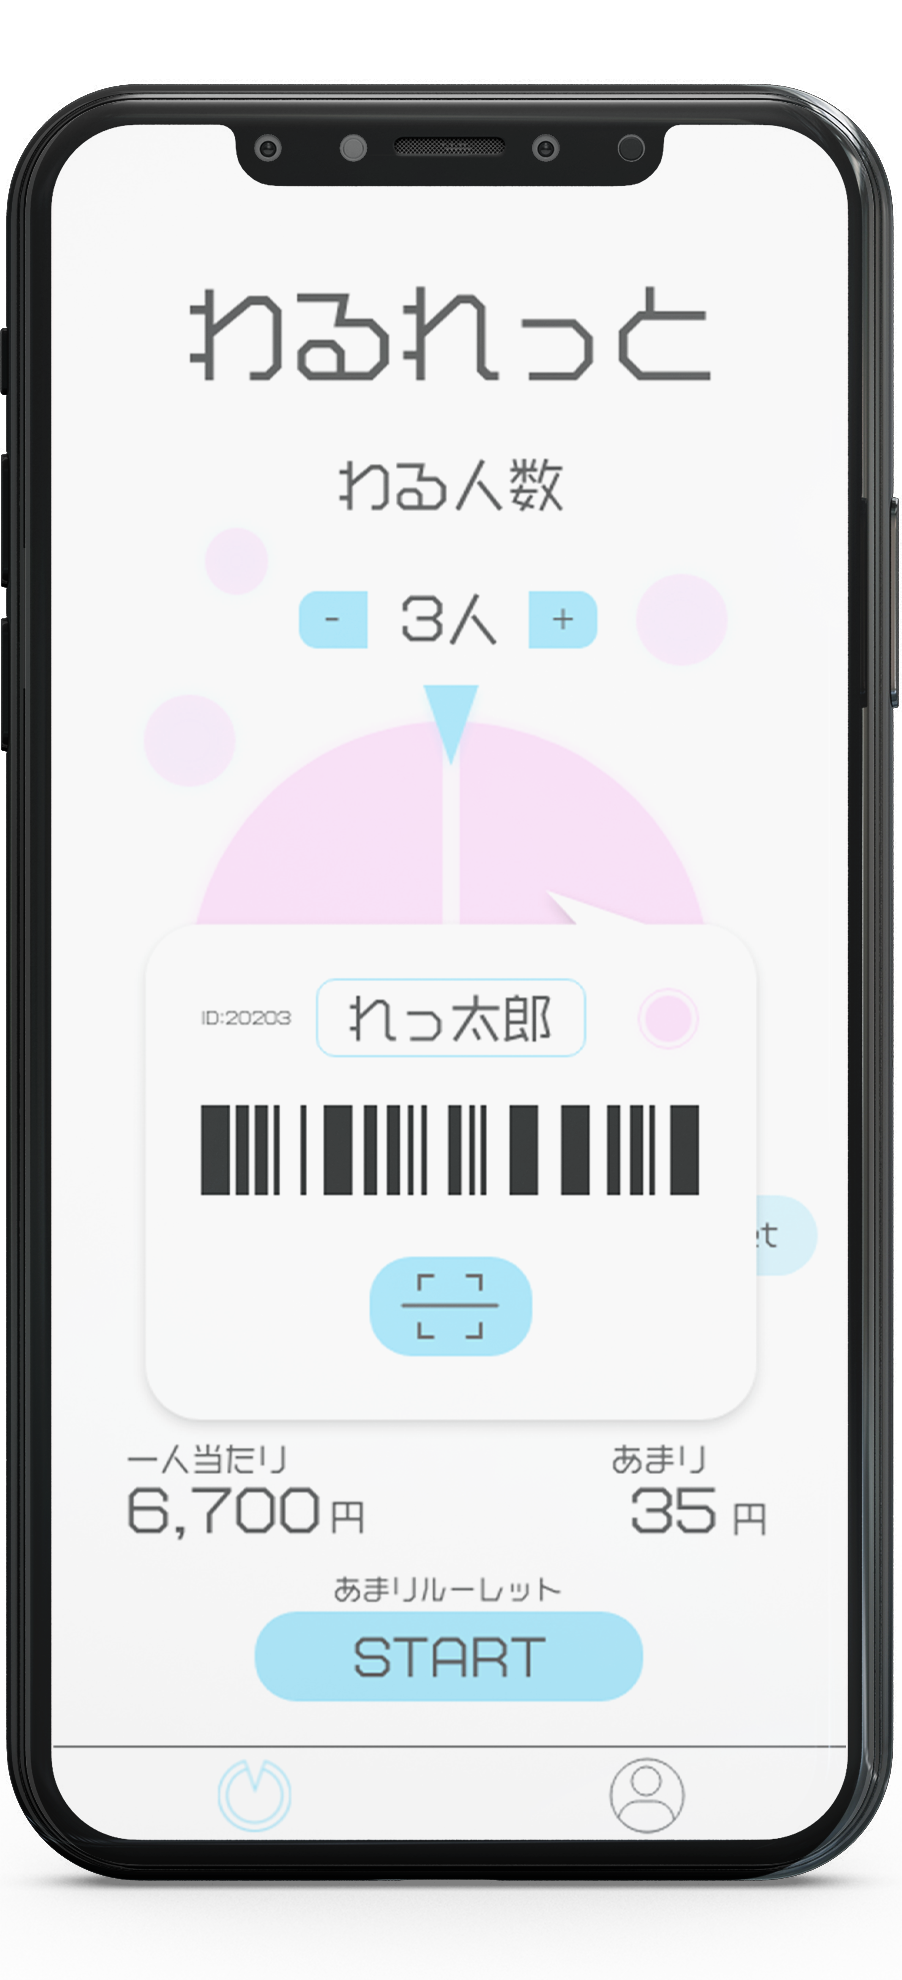 わるれっと
わる人数
- 3人 +
ID:20203 れっ太郎
et
一人当たり あまり
6,700円 35円
あまりルーレット
START